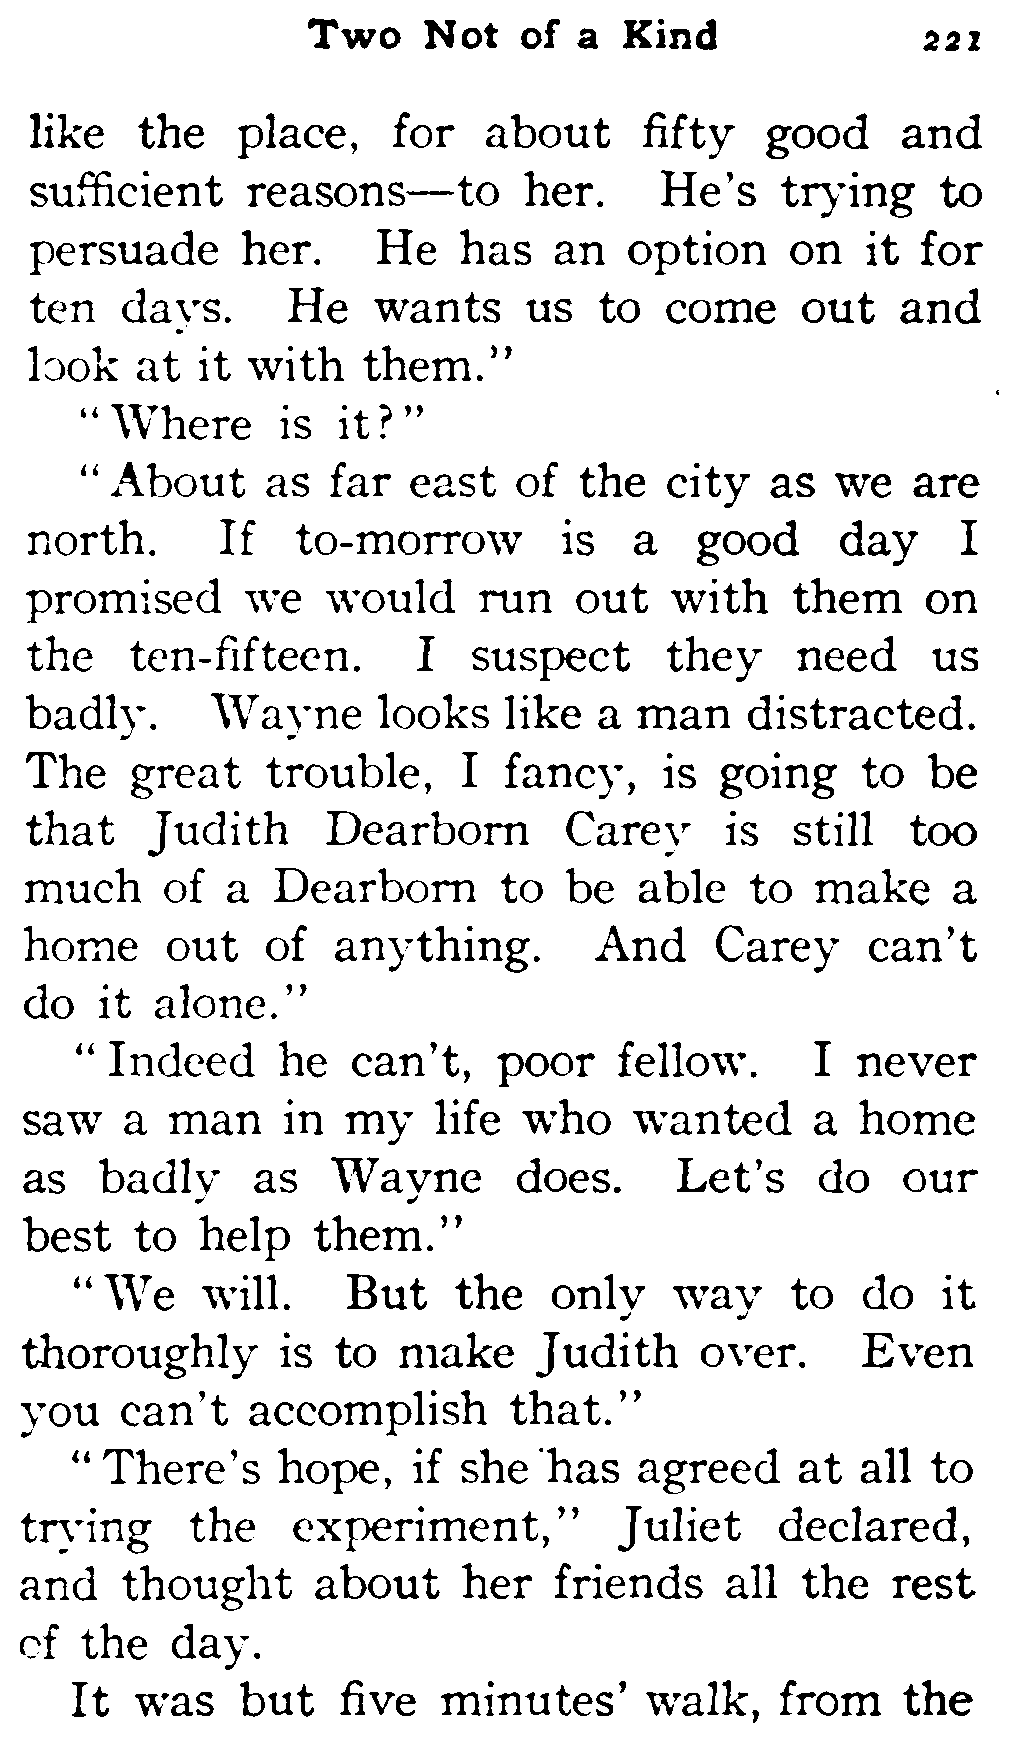 Two Not of a Kind 221
like the place, for about fifty good and
sufficient reasons—to her. He's trying to
persuade her. He has an option on it for
ten days. He wants us to come out and
look at it with them."
"Where is it?"
"About as far east of the city as we are
north. If to-morrow is a good day I
promised we would run out with them on
the ten-fifteen. I suspect they need us
badly. Wayne looks like a man distracted.
The great trouble, I fancy, is going to be
that Judith Dearborn Carey is still too
much of a Dearborn to be able to make a
home out of anything. And Carey can't
do it alone."
"Indeed he can't, poor fellow. I never
saw a man in my life who wanted a home
as badly as Wayne does. Let's do our
best to help them."
"We will. But the only way to do it
thoroughly is to make Judith over. Even
you can't accomplish that."
"There's hope, if she has agreed at all to
trying the experiment," Juliet declared,
and thought about her friends all the rest
of the day.
It was but five minutes' walk, from the